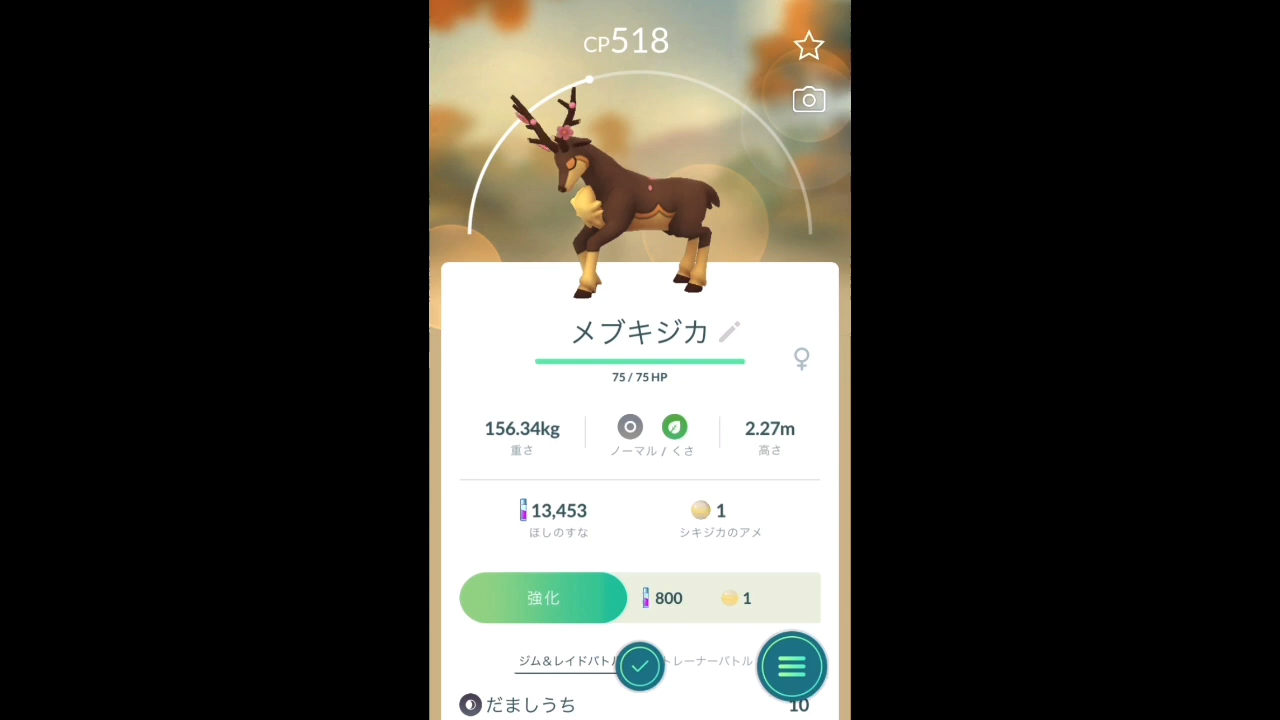 CP518
メブキジカ
75 / 75 HP
156.34kg
重さ
ノーマル / くさ
2.27m
高さ
13,453
ほしのすな
1
シキジカのアメ
強化
800
1
ジム&レイドバトル
トレーナーバトル
だましうち
10